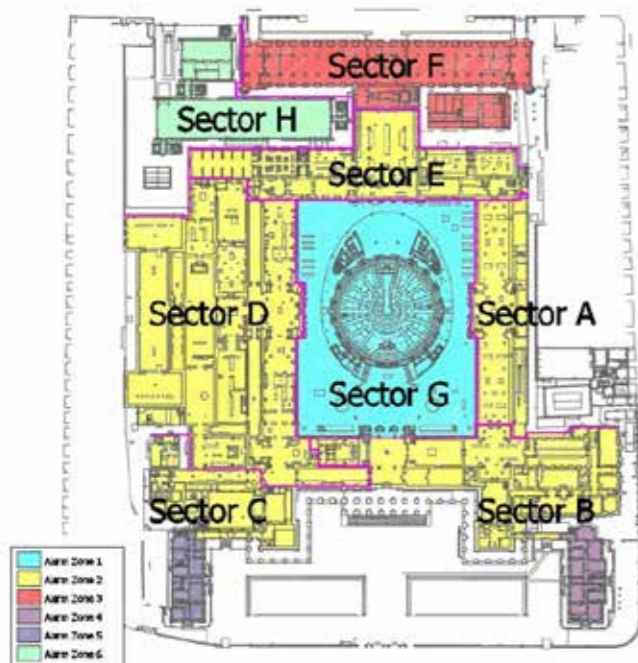 Sector F
Sector H
Sector E
Sector D
Sector A
Sector G
Sector C
Sector B
Alarm Zone 1
Alarm Zone 2
Alarm Zone 3
Alarm Zone 4
Alarm Zone 5
Alarm Zone 6